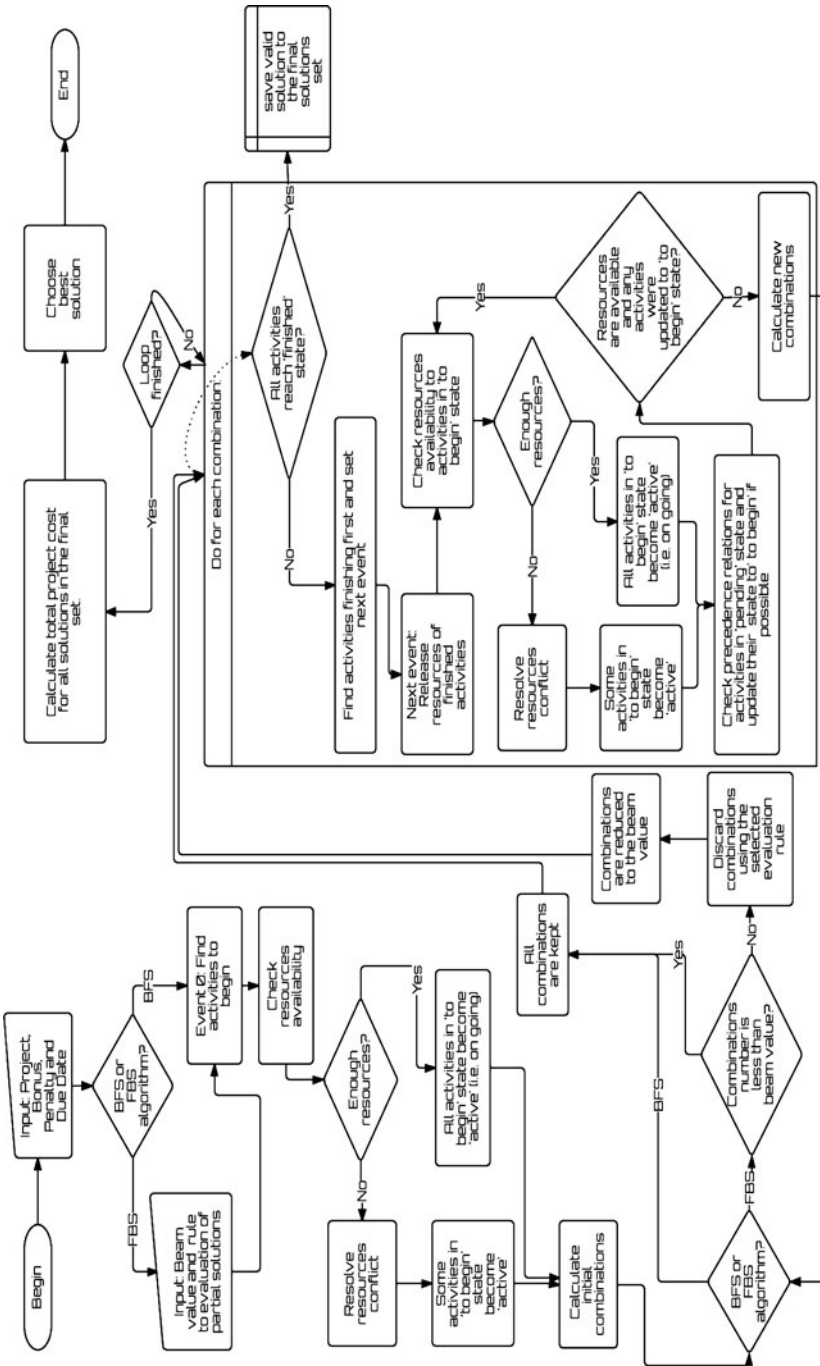 Begin
Input: Project,
Bonus,
Penalty and
Due Date
BFS or
FBS
algorithm?
FBS
BFS
Input: Beam
value and rule
to evaluation of
partial solutions
Event 0: Find
activities to
begin
Check
resources
availability
Enough
resources?
No
Yes
Resolve
resources
conflict
All activities in 'to
begin' state become
'active' (i.e. on going)
Some
activities in
'to begin'
state
become
'active'
Calculate
initial
combinations
BFS or
FBS
algorithm?
BFS
FBS
Combinations
number is
less than
beam value?
Yes
No
All
combinations
are kept
Discard
combinations
using the
selected
evaluation
rule
Combinations
are reduced
to the beam
value
Do for each combination:
All activities
reach 'finished'
state?
Yes
No
save valid
solution to
the final
solutions
set
Find activities finishing first and set
next event
Next event:
Release
resources of
finished
activities
Check resources
availability to
activities in 'to
begin' state
Enough
resources?
No
Yes
Resolve
resources
conflict
Some
activities in
'to begin'
state
become
'active'
All activities in 'to
begin' state
become 'active'
(i.e. on going)
Check precedence relations for
activities in 'pending' state and
update their state to' to begin' if
possible
Resources
are available
and any
activities
were
updated to 'to
begin' state?
Yes
No
Calculate new
combinations
Loop
finished?
No
Yes
Calculate total project cost
for all solutions in the final
set.
Choose
best
solution
End